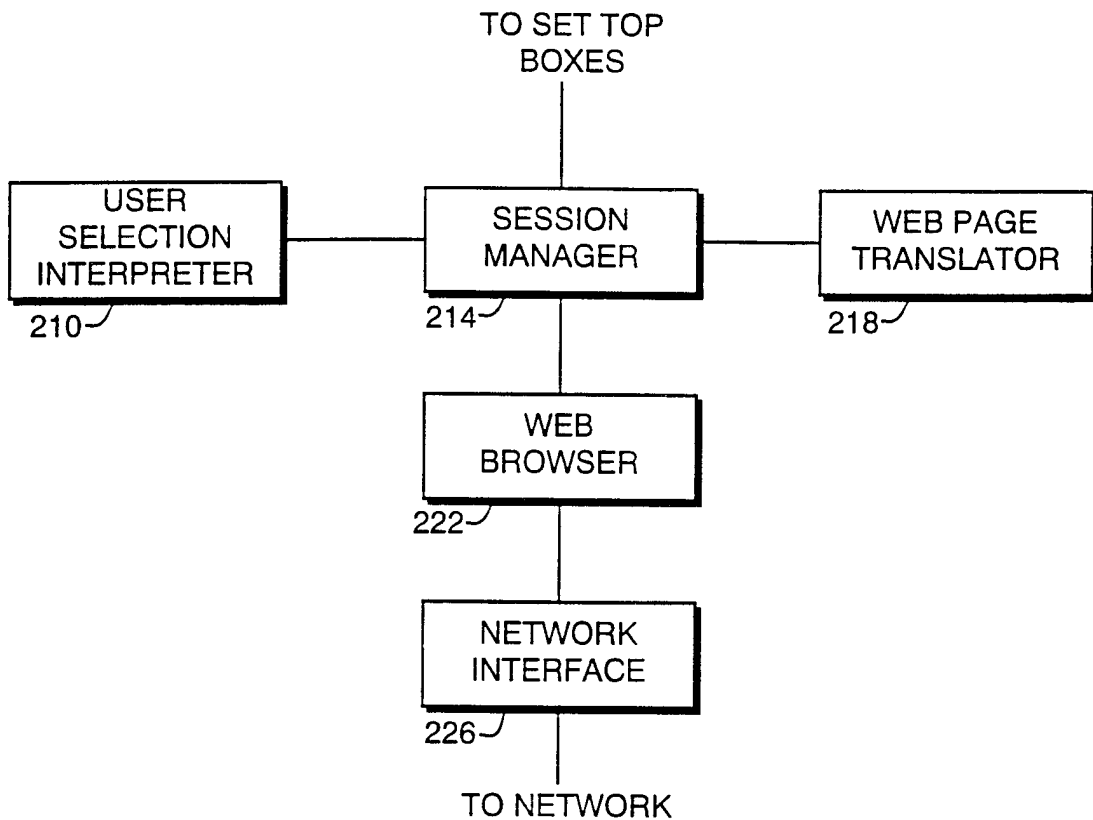 TO SET TOP
BOXES
USER
SELECTION
INTERPRETER
210
SESSION
MANAGER
214
WEB PAGE
TRANSLATOR
218
WEB
BROWSER
222
NETWORK
INTERFACE
226
TO NETWORK